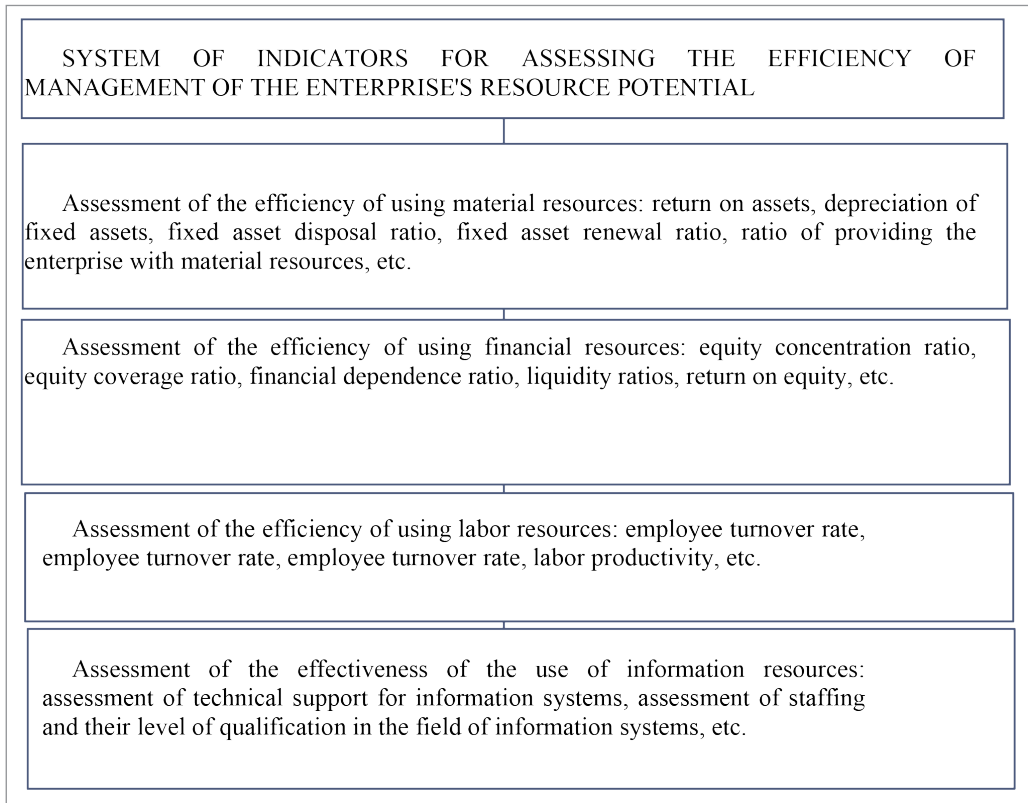 SYSTEM OF INDICATORS FOR ASSESSING THE EFFICIENCY OF
MANAGEMENT OF THE ENTERPRISE'S RESOURCE POTENTIAL
Assessment of the efficiency of using material resources: return on assets, depreciation of
fixed assets, fixed asset disposal ratio, fixed asset renewal ratio, ratio of providing the
enterprise with material resources, etc.
Assessment of the efficiency of using financial resources: equity concentration ratio,
equity coverage ratio, financial dependence ratio, liquidity ratios, return on equity, etc.
Assessment of the efficiency of using labor resources: employee turnover rate,
employee turnover rate, employee turnover rate, labor productivity, etc.
Assessment of the effectiveness of the use of information resources:
assessment of technical support for information systems, assessment of staffing
and their level of qualification in the field of information systems, etc.